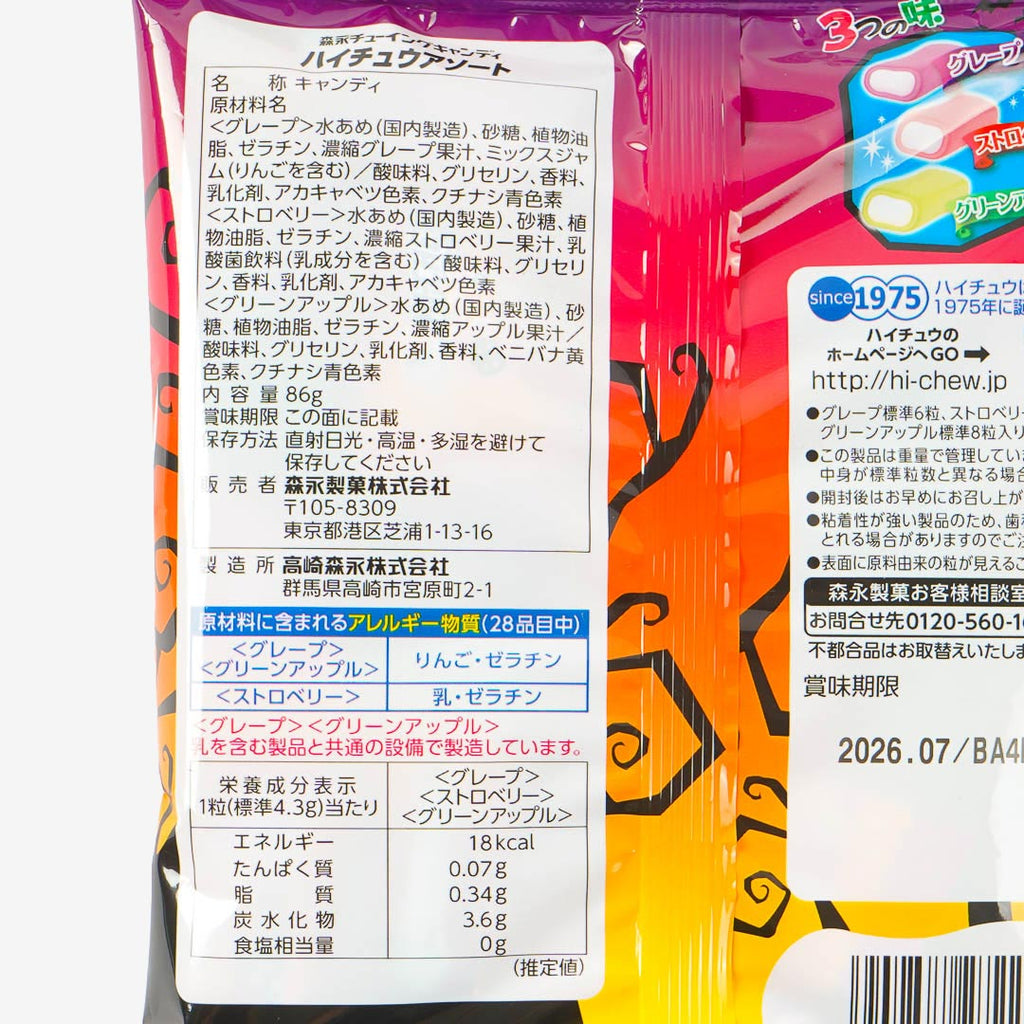 森永チューイングキャンディ
ハイチュウアソート
名 称 キャンディ
原材料名
<グレープ>水あめ(国内製造)、砂糖、植物油
脂、ゼラチン、濃縮グレープ果汁、ミックスジャ
ム(りんごを含む)/酸味料、グリセリン、香料、
乳化剤、アカキャベツ色素、クチナシ青色素
<ストロベリー>水あめ(国内製造)、砂糖、植
物油脂、ゼラチン、濃縮ストロベリー果汁、乳
酸菌飲料(乳成分を含む)/酸味料、グリセリ
ン、香料、乳化剤、アカキャベツ色素
<グリーンアップル>水あめ(国内製造)、砂
糖、植物油脂、ゼラチン、濃縮アップル果汁/
酸味料、グリセリン、乳化剤、香料、ベニバナ黄
色素、クチナシ青色素
内 容 量 86g
賞味期限 この面に記載
保存方法 直射日光・高温・多湿を避けて
保存してください
販 売 者 森永製菓株式会社
〒105-8309
東京都港区芝浦1-13-16
製 造 所 高崎森永株式会社
群馬県高崎市宮原町2-1
原材料に含まれるアレルギー物質(28品目中)
<グレープ>
<グリーンアップル> りんご・ゼラチン
<ストロベリー> 乳・ゼラチン
<グレープ><グリーンアップル>
乳を含む製品と共通の設備で製造しています。
栄養成分表示
1粒(標準4.3g)当たり
<グレープ>
<ストロベリー>
<グリーンアップル>
エネルギー 18kcal
たんぱく質 0.07g
脂 質 0.34g
炭水化物 3.6g
食塩相当量 0g
(推定値)
3つの味
グレープ
ストロ
グリーンア
since 1975
ハイチュウは
1975年に誕
ハイチュウの
ホームページへGO➡
http://hi-chew.jp
●グレープ標準6粒、ストロベリー
グリーンアップル標準8粒入り
●この製品は重量で管理してい
中身が標準粒数と異なる場合
●開封後はお早めにお召し上が
●粘着性が強い製品のため、歯
とれる場合がありますのでご注
●表面に原料由来の粒が見えるこ
森永製菓お客様相談室
お問合せ先0120-560-1
不都合品はお取替えいたしま
賞味期限
2026.07/BA4